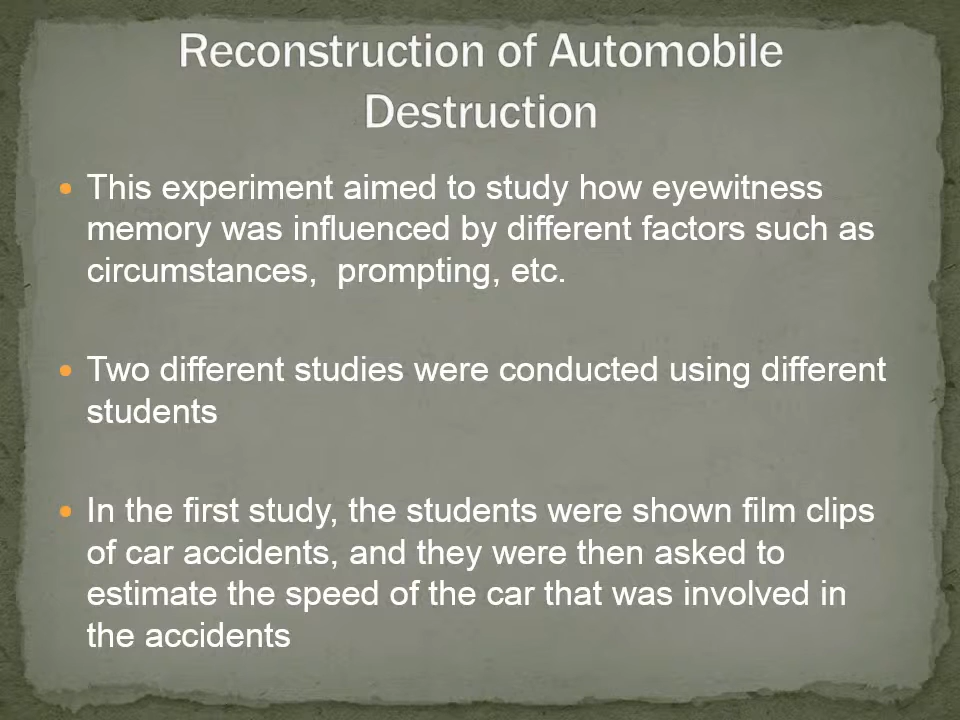 Reconstruction of Automobile
Destruction
• This experiment aimed to study how eyewitness
memory was influenced by different factors such as
circumstances,  prompting, etc.
• Two different studies were conducted using different
students
• In the first study, the students were shown film clips
of car accidents, and they were then asked to
estimate the speed of the car that was involved in
the accidents